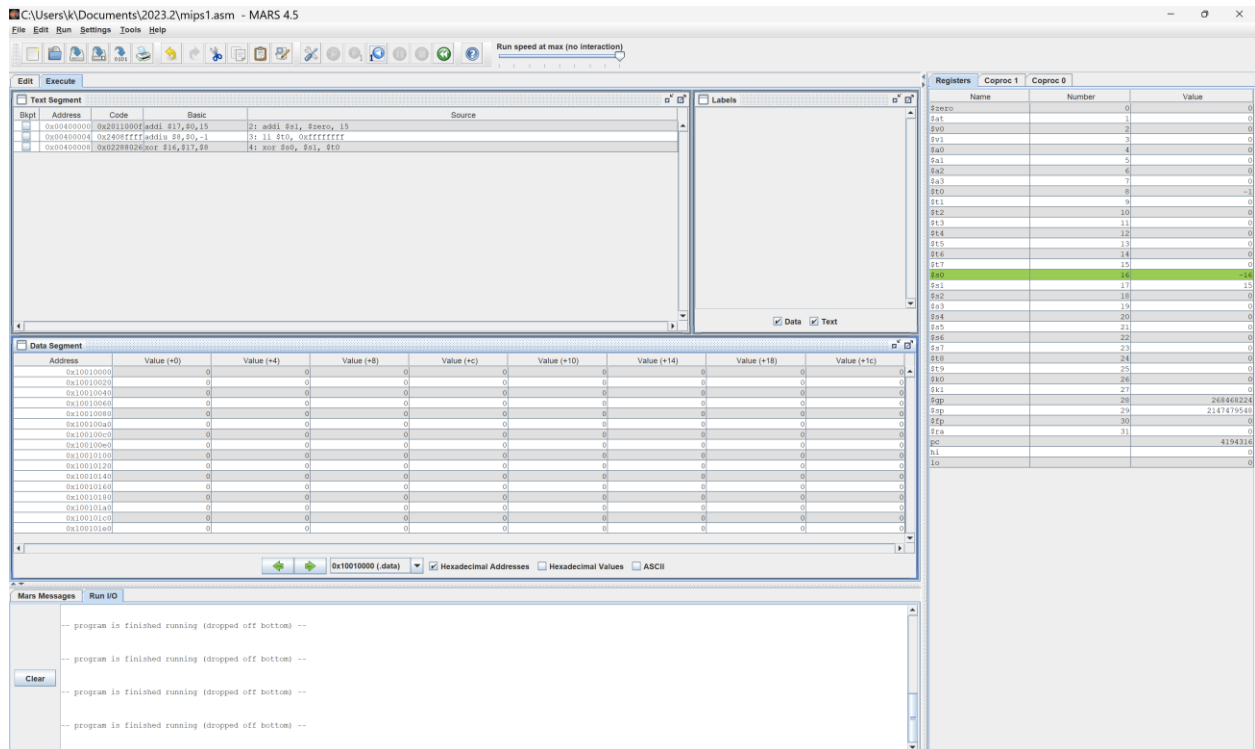 C:\Users\k\Documents\2023.2\mips1.asm - MARS 4.5
File Edit Run Settings Tools Help
Run speed at max (no interaction)
Edit Execute
Text Segment
Bkpt Address Code Basic Source
0x00400000 0x2011000f addi $17,$0,15 2: addi $s1, $zero, 15
0x00400004 0x2408ffff addiu $8,$0,-1 3: li $t0, 0xffffffff
0x00400008 0x02288026 xor $16,$17,$8 4: xor $s0, $s1, $t0
Labels
Data Text
Data Segment
Address Value (+0) Value (+4) Value (+8) Value (+c) Value (+10) Value (+14) Value (+18) Value (+1c)
0x10010000 0 0 0 0 0 0 0 0
0x10010020 0 0 0 0 0 0 0 0
0x10010040 0 0 0 0 0 0 0 0
0x10010060 0 0 0 0 0 0 0 0
0x10010080 0 0 0 0 0 0 0 0
0x100100a0 0 0 0 0 0 0 0 0
0x100100c0 0 0 0 0 0 0 0 0
0x100100e0 0 0 0 0 0 0 0 0
0x10010100 0 0 0 0 0 0 0 0
0x10010120 0 0 0 0 0 0 0 0
0x10010140 0 0 0 0 0 0 0 0
0x10010160 0 0 0 0 0 0 0 0
0x10010180 0 0 0 0 0 0 0 0
0x100101a0 0 0 0 0 0 0 0 0
0x100101c0 0 0 0 0 0 0 0 0
0x100101e0 0 0 0 0 0 0 0 0
0x10010000 (.data) Hexadecimal Addresses Hexadecimal Values ASCII
Mars Messages Run I/O
-- program is finished running (dropped off bottom) --
-- program is finished running (dropped off bottom) --
Clear
-- program is finished running (dropped off bottom) --
-- program is finished running (dropped off bottom) --
Registers Coproc 1 Coproc 0
Name Number Value
$zero 0 0
$at 1 0
$v0 2 0
$v1 3 0
$a0 4 0
$a1 5 0
$a2 6 0
$a3 7 0
$t0 8 -1
$t1 9 0
$t2 10 0
$t3 11 0
$t4 12 0
$t5 13 0
$t6 14 0
$t7 15 0
$s0 16 -16
$s1 17 15
$s2 18 0
$s3 19 0
$s4 20 0
$s5 21 0
$s6 22 0
$s7 23 0
$t8 24 0
$t9 25 0
$k0 26 0
$k1 27 0
$gp 28 268468224
$sp 29 2147479548
$fp 30 0
$ra 31 0
pc 4194316
hi 0
lo 0